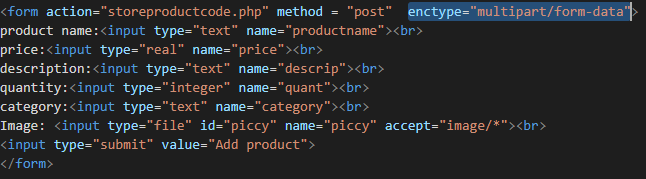 <form action="storeproductcode.php" method = "post"  enctype="multipart/form-data">
product name:<input type="text" name="productname"><br>
price:<input type="real" name="price"><br>
description:<input type="text" name="descrip"><br>
quantity:<input type="integer" name="quant"><br>
category:<input type="text" name="category"><br>
Image: <input type="file" id="piccy" name="piccy" accept="image/*"><br>
<input type="submit" value="Add product">
</form>